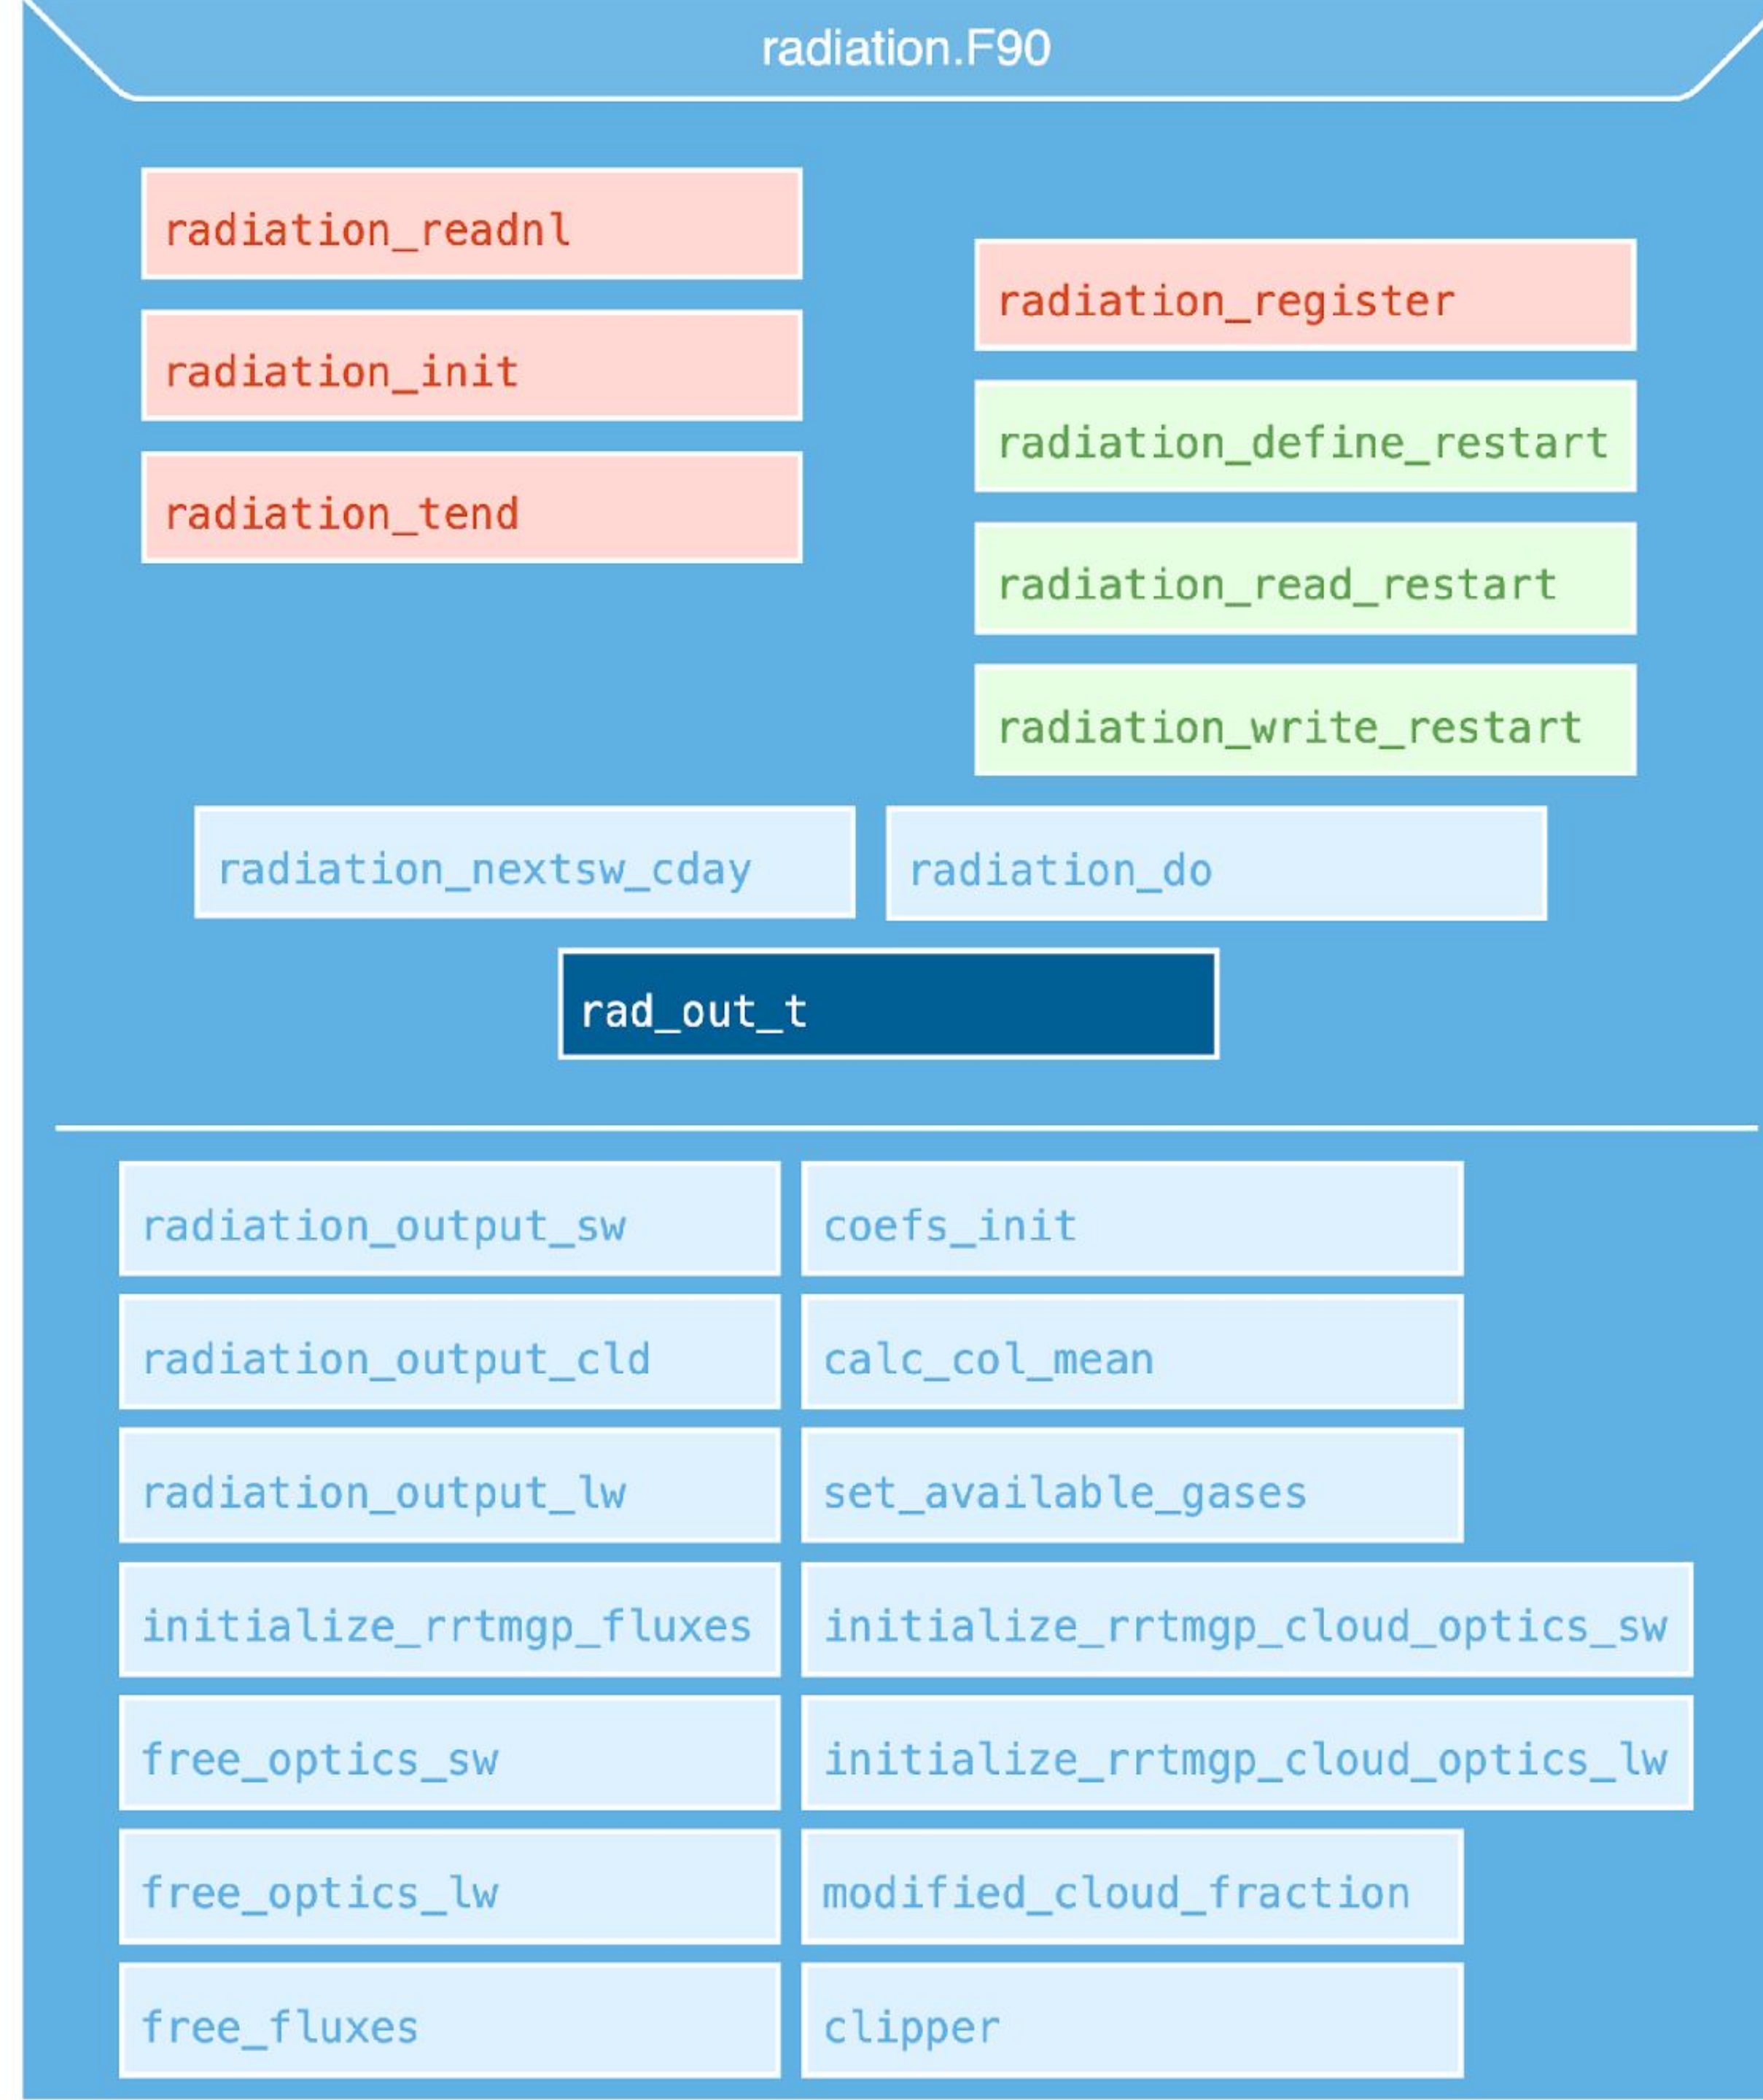 radiation.F90
radiation_readnl
radiation_register
radiation_init
radiation_define_restart
radiation_tend
radiation_read_restart
radiation_write_restart
radiation_nextsw_cday
radiation_do
rad_out_t
radiation_output_sw
coefs_init
radiation_output_cld
calc_col_mean
radiation_output_lw
set_available_gases
initialize_rrtmgp_fluxes
initialize_rrtmgp_cloud_optics_sw
free_optics_sw
initialize_rrtmgp_cloud_optics_lw
free_optics_lw
modified_cloud_fraction
free_fluxes
clipper